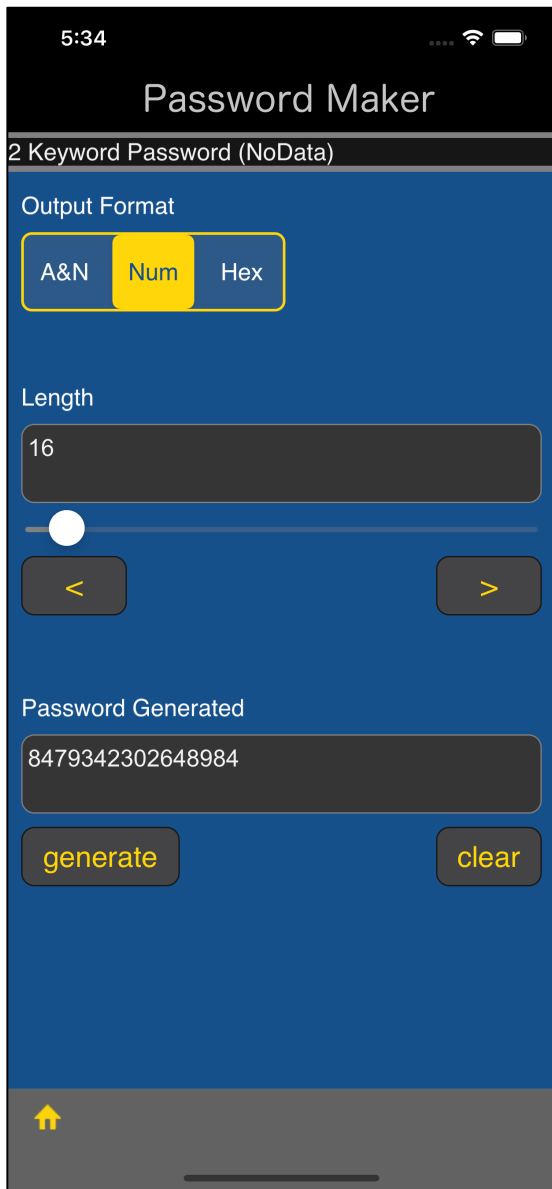 5:34
Password Maker
2 Keyword Password (NoData)
Output Format
A&N Num Hex
Length
16
< >
Password Generated
8479342302648984
generate clear